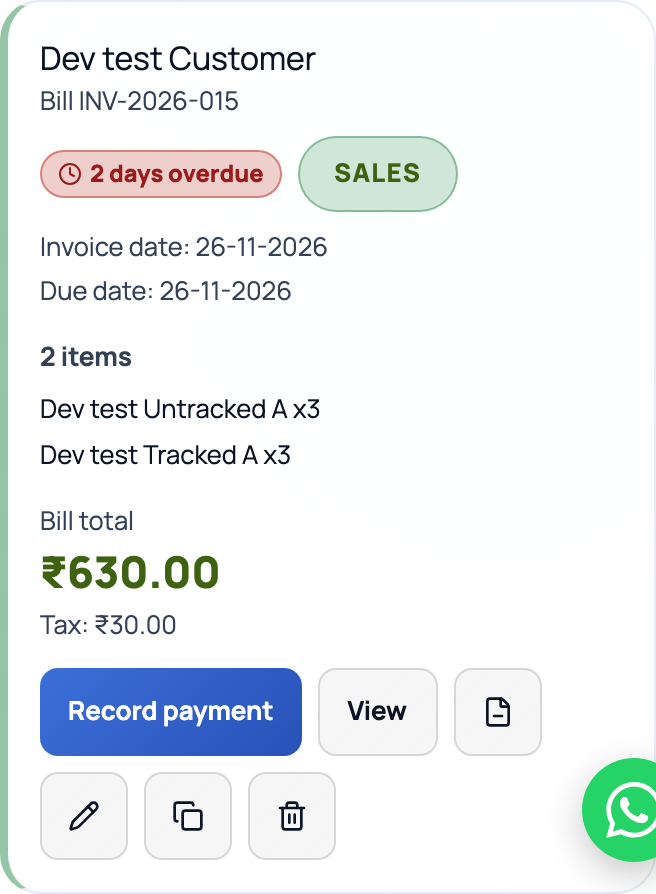 Dev test Customer
Bill INV-2026-015
2 days overdue SALES
Invoice date: 26-11-2026
Due date: 26-11-2026
2 items
Dev test Untracked A x3
Dev test Tracked A x3
Bill total
₹630.00
Tax: ₹30.00
Record payment View